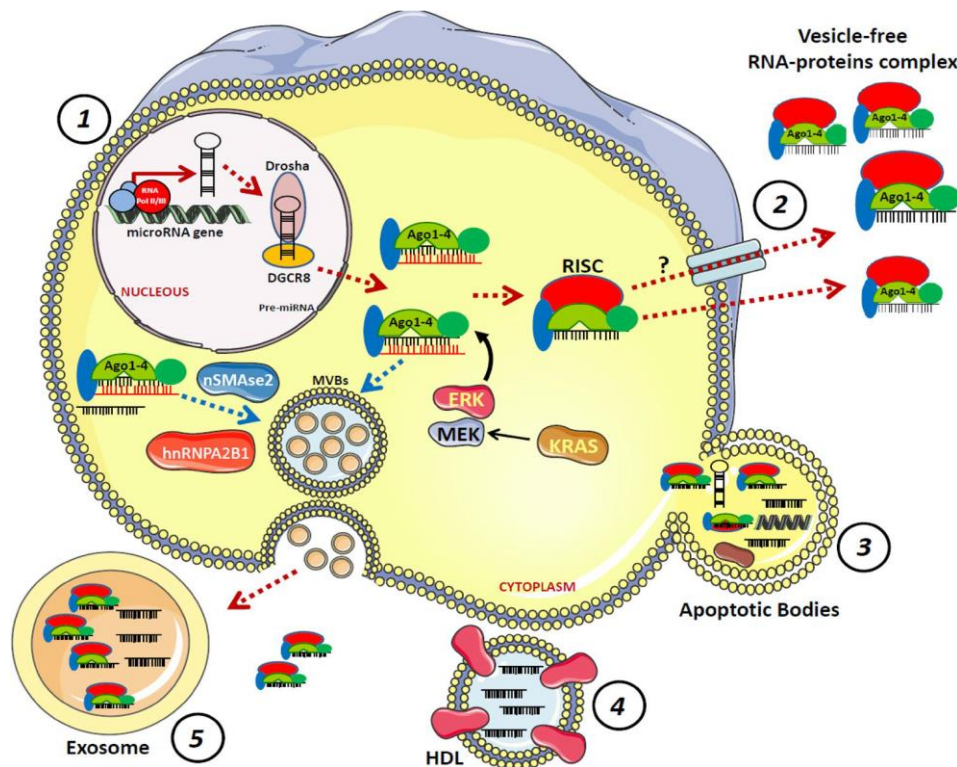 Vesicle-free
RNA-proteins complex
Ago1-4
Ago1-4
Ago1-4
Ago1-4
1
RNA
Pol II/III
microRNA gene
Drosha
DGCR8
NUCLEOUS
Pre-miRNA
Ago1-4
Ago1-4
RISC
?
2
Ago1-4
nSMAse2
hnRNPA2B1
MVBs
ERK
MEK
KRAS
3
Apoptotic Bodies
CYTOPLASM
Exosome
5
HDL
4